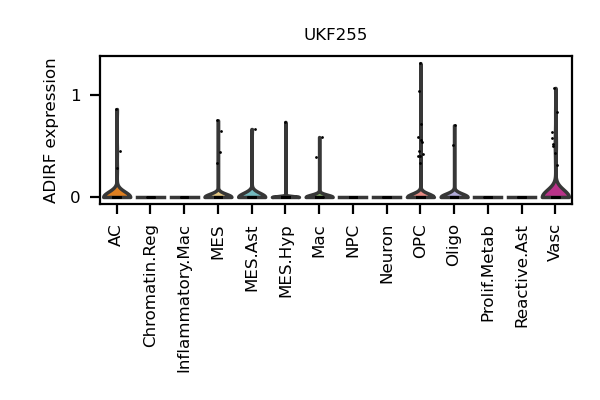 UKF255
ADIRF expression
1
0
AC
Chromatin.Reg
Inflammatory.Mac
MES
MES.Ast
MES.Hyp
Mac
NPC
Neuron
OPC
Oligo
Prolif.Metab
Reactive.Ast
Vasc